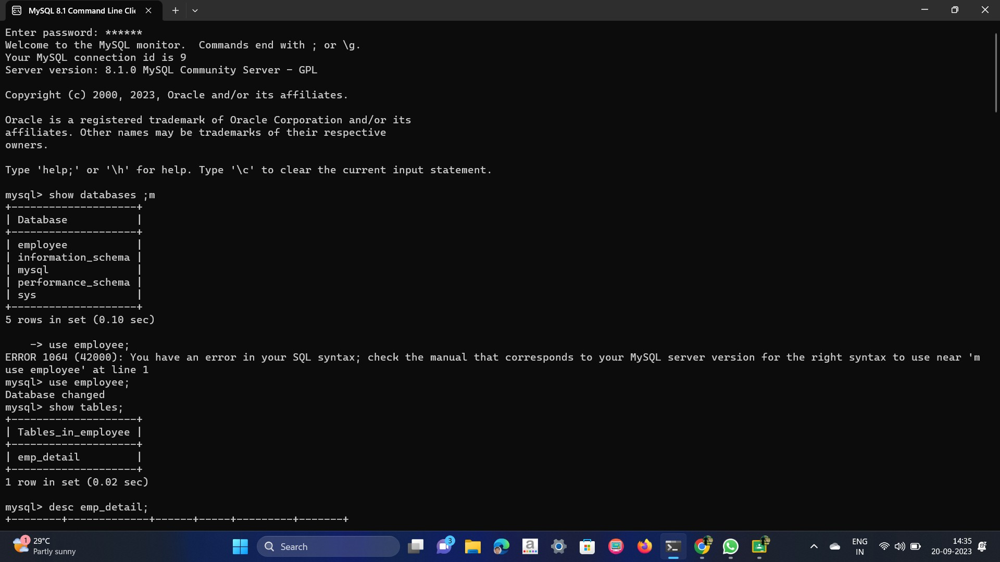 MySQL 8.1 Command Line Clie
Enter password: ******
Welcome to the MySQL monitor.  Commands end with ; or \g.
Your MySQL connection id is 9
Server version: 8.1.0 MySQL Community Server - GPL

Copyright (c) 2000, 2023, Oracle and/or its affiliates.

Oracle is a registered trademark of Oracle Corporation and/or its
affiliates. Other names may be trademarks of their respective
owners.

Type 'help;' or '\h' for help. Type '\c' to clear the current input statement.

mysql> show databases ;m
+--------------------+
| Database           |
+--------------------+
| employee           |
| information_schema |
| mysql              |
| performance_schema |
| sys                |
+--------------------+
5 rows in set (0.10 sec)

    -> use employee;
ERROR 1064 (42000): You have an error in your SQL syntax; check the manual that corresponds to your MySQL server version for the right syntax to use near 'm
use employee' at line 1
mysql> use employee;
Database changed
mysql> show tables;
+--------------------+
| Tables_in_employee |
+--------------------+
| emp_detail         |
+--------------------+
1 row in set (0.02 sec)

mysql> desc emp_detail;
+--------+-------------+------+-----+---------+-------+
1
29°C
Partly sunny
Search
3
a
ENG
IN
14:35
20-09-2023